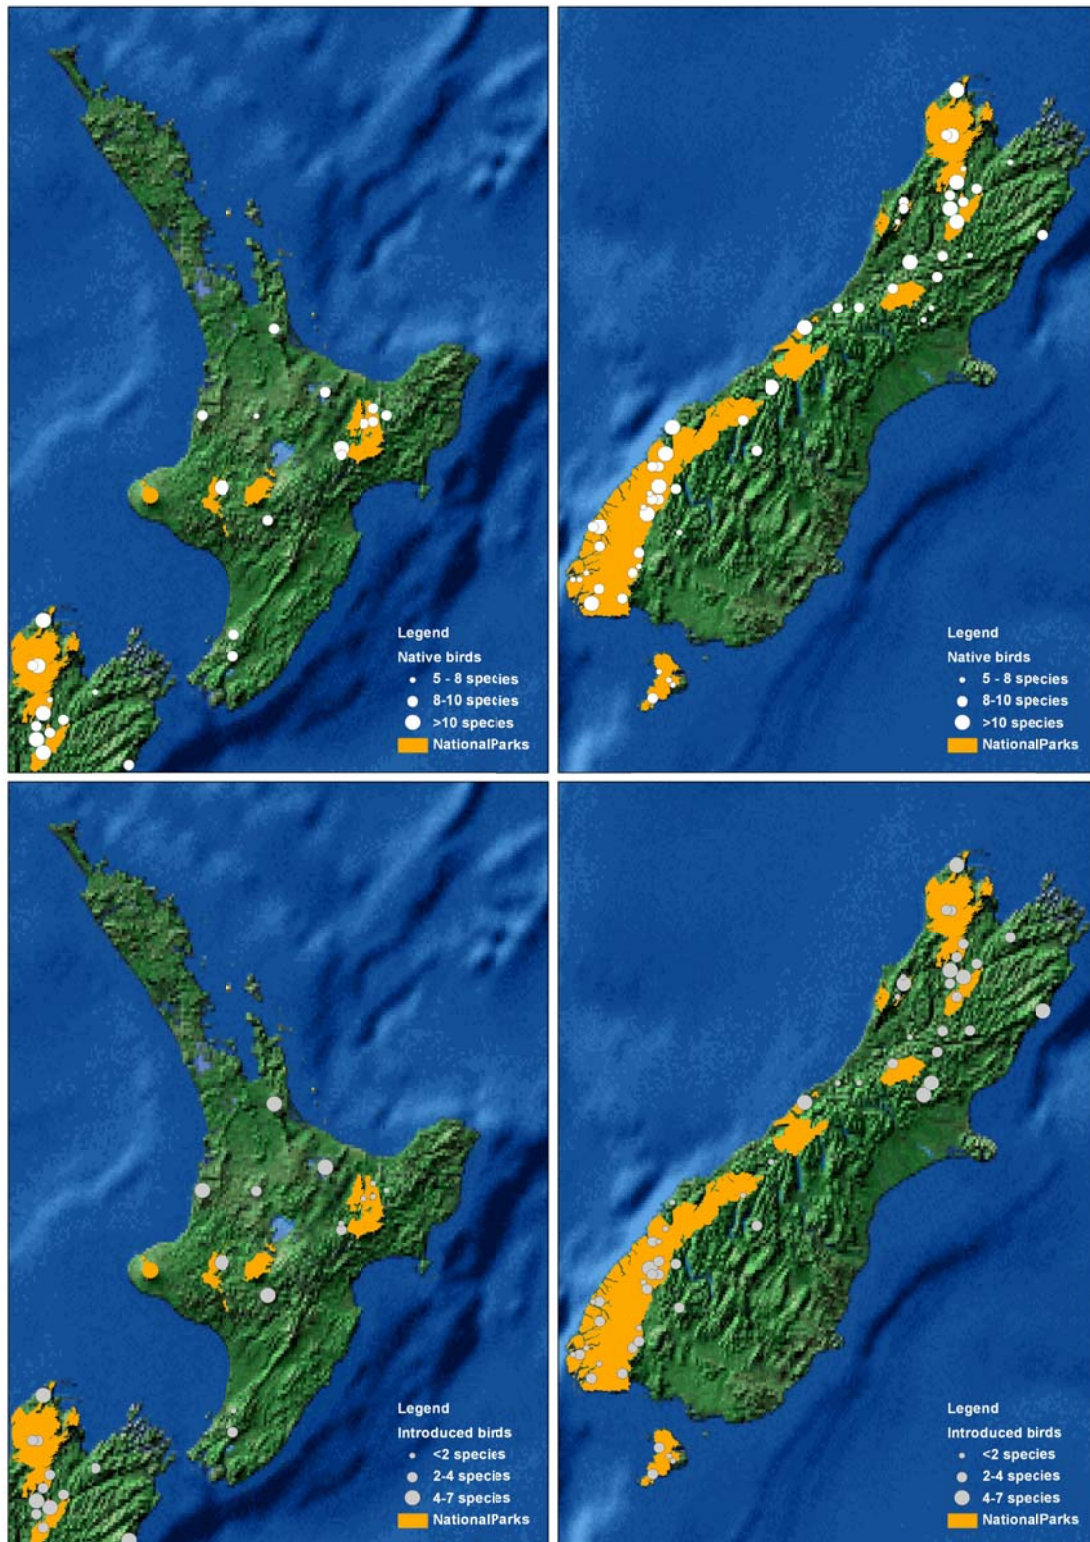 Legend
Native birds
5 - 8 species
8-10 species
>10 species
NationalParks
Legend
Native birds
5 - 8 species
8-10 species
>10 species
NationalParks
Legend
Introduced birds
<2 species
2-4 species
4-7 species
NationalParks
Legend
Introduced birds
<2 species
2-4 species
4-7 species
NationalParks